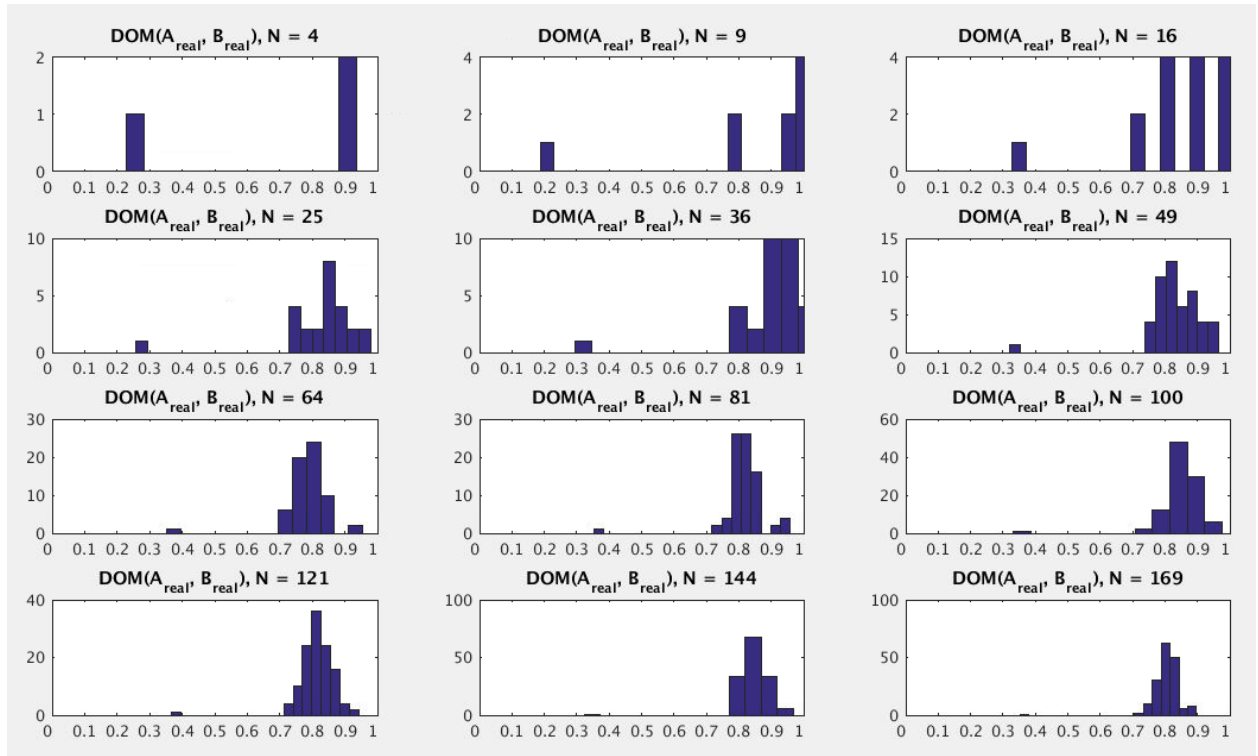 DOM(A_real, B_real), N = 4
2
1
0
0 0.1 0.2 0.3 0.4 0.5 0.6 0.7 0.8 0.9 1
DOM(A_real, B_real), N = 9
4
2
0
0 0.1 0.2 0.3 0.4 0.5 0.6 0.7 0.8 0.9 1
DOM(A_real, B_real), N = 16
4
2
0
0 0.1 0.2 0.3 0.4 0.5 0.6 0.7 0.8 0.9 1
DOM(A_real, B_real), N = 25
10
5
0
0 0.1 0.2 0.3 0.4 0.5 0.6 0.7 0.8 0.9 1
DOM(A_real, B_real), N = 36
10
5
0
0 0.1 0.2 0.3 0.4 0.5 0.6 0.7 0.8 0.9 1
DOM(A_real, B_real), N = 49
15
10
5
0
0 0.1 0.2 0.3 0.4 0.5 0.6 0.7 0.8 0.9 1
DOM(A_real, B_real), N = 64
30
20
10
0
0 0.1 0.2 0.3 0.4 0.5 0.6 0.7 0.8 0.9 1
DOM(A_real, B_real), N = 81
30
20
10
0
0 0.1 0.2 0.3 0.4 0.5 0.6 0.7 0.8 0.9 1
DOM(A_real, B_real), N = 100
60
40
20
0
0 0.1 0.2 0.3 0.4 0.5 0.6 0.7 0.8 0.9 1
DOM(A_real, B_real), N = 121
40
20
0
0 0.1 0.2 0.3 0.4 0.5 0.6 0.7 0.8 0.9 1
DOM(A_real, B_real), N = 144
100
50
0
0 0.1 0.2 0.3 0.4 0.5 0.6 0.7 0.8 0.9 1
DOM(A_real, B_real), N = 169
100
50
0
0 0.1 0.2 0.3 0.4 0.5 0.6 0.7 0.8 0.9 1